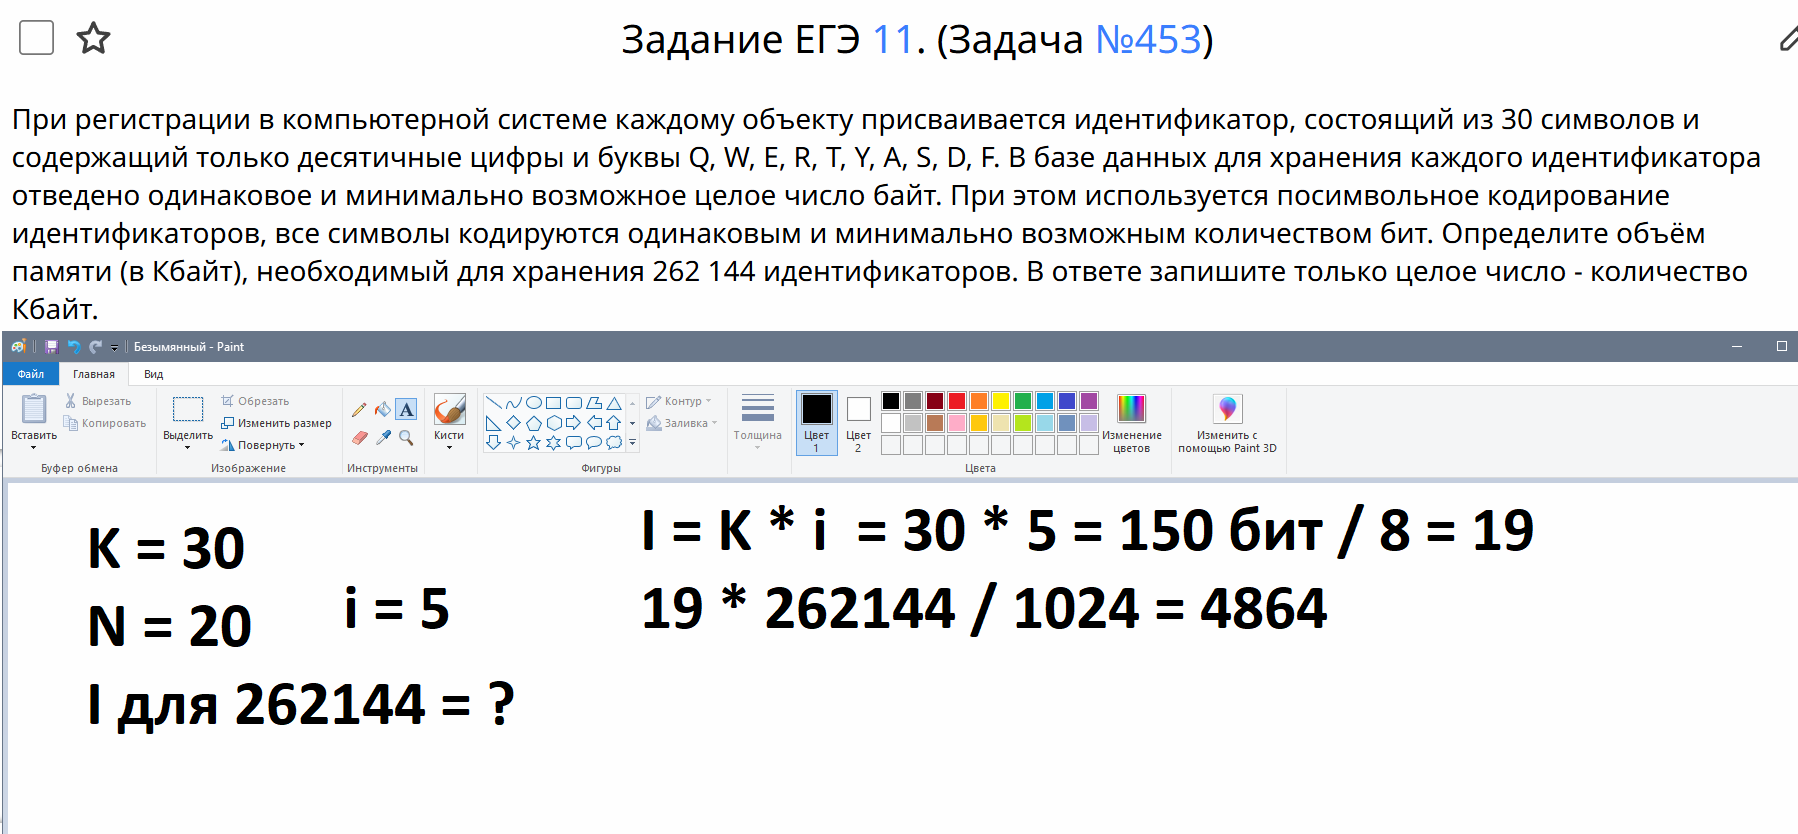 Задание ЕГЭ 11. (Задача №453)
При регистрации в компьютерной системе каждому объекту присваивается идентификатор, состоящий из 30 символов и
содержащий только десятичные цифры и буквы Q, W, E, R, T, Y, A, S, D, F. В базе данных для хранения каждого идентификатора
отведено одинаковое и минимально возможное целое число байт. При этом используется посимвольное кодирование
идентификаторов, все символы кодируются одинаковым и минимально возможным количеством бит. Определите объём
памяти (в Кбайт), необходимый для хранения 262 144 идентификаторов. В ответе запишите только целое число - количество
Кбайт.
Безымянный - Paint
Файл Главная Вид
Вставить
Вырезать
Копировать
Буфер обмена
Выделить
Обрезать
Изменить размер
Повернуть
Изображение
A
Инструменты
Кисти
Контур
Заливка
Фигуры
Толщина
Цвет
1
Цвет
2
Изменение
цветов
Цвета
Изменить с
помощью Paint 3D
K = 30
N = 20
i = 5
I для 262144 = ?
I = K * i = 30 * 5 = 150 бит / 8 = 19
19 * 262144 / 1024 = 4864